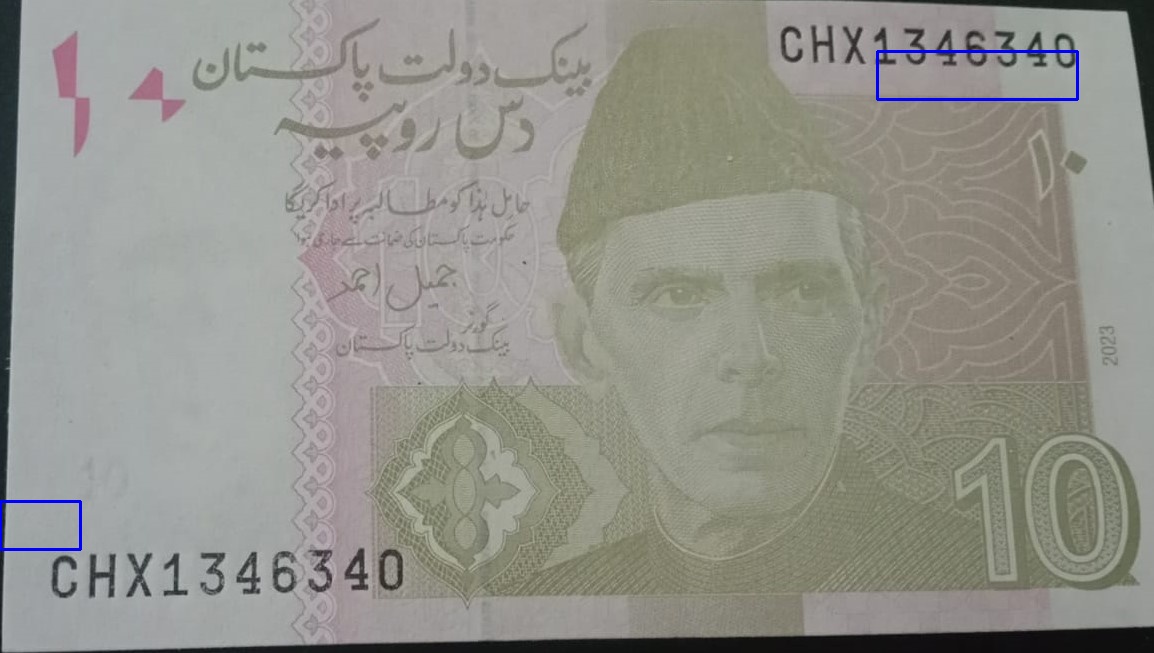 CHX1346340
بینک دولت پاکستان
۱۰
دس روپیہ
۱۰
حامل ہٰذا کو مطالبہ پر ادا کریگا
حکومت پاکستان کی ضمانت سے جاری ہوا
جمیل احمد
گورنر
بینک دولت پاکستان
2023
10
CHX1346340